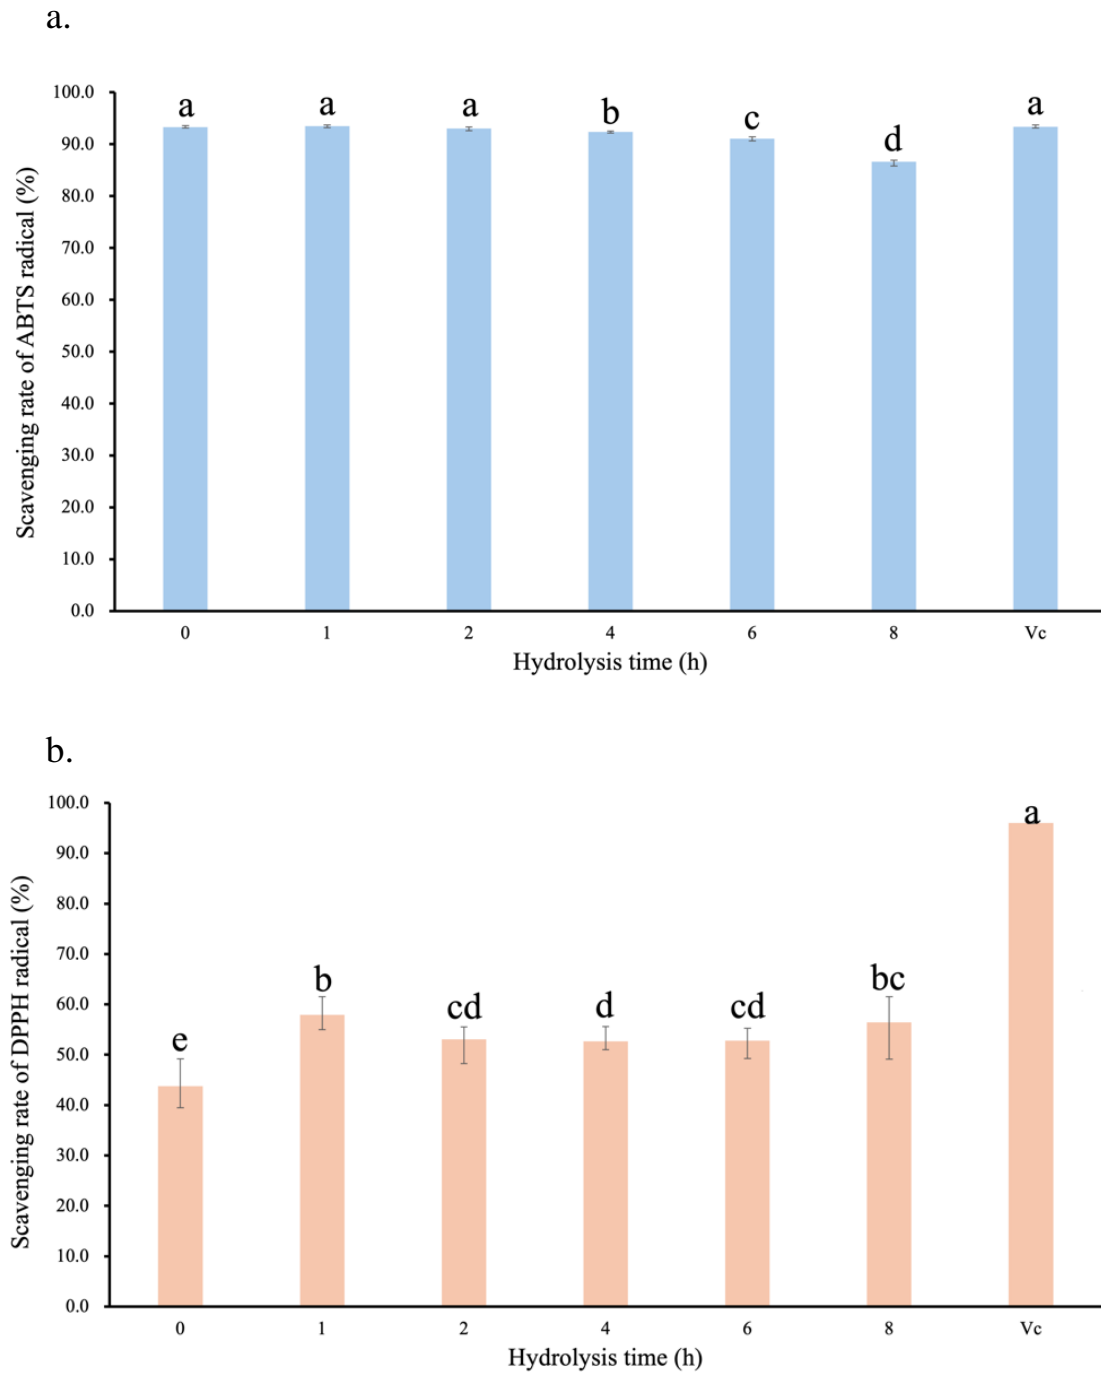 a.
Scavenging rate of ABTS radical (%)
100.0
90.0
80.0
70.0
60.0
50.0
40.0
30.0
20.0
10.0
0.0
a a a b c d a
0 1 2 4 6 8 Vc
Hydrolysis time (h)
b.
Scavenging rate of DPPH radical (%)
100.0
90.0
80.0
70.0
60.0
50.0
40.0
30.0
20.0
10.0
0.0
e b cd d cd bc a
0 1 2 4 6 8 Vc
Hydrolysis time (h)